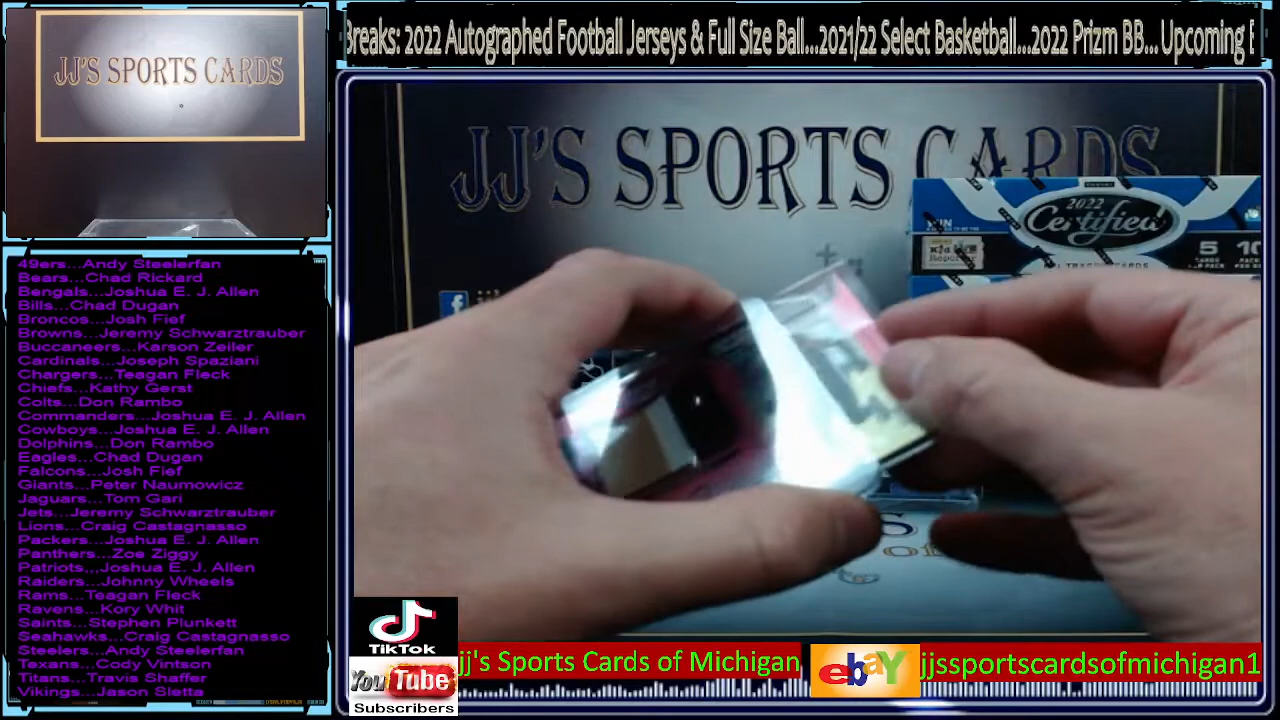 JJ'S SPORTS CARDS
Breaks: 2022 Autographed Football Jerseys & Full Size Ball...2021/22 Select Basketball...2022 Prizm BB... Upcoming
JJ'S SPORTS CARDS
2022
Certified
5
CARDS
10
49ers...Andy Steelerfan
Bears...Chad Rickard
Bengals...Joshua E. J. Allen
Bills...Chad Dugan
Broncos...Josh Fief
Browns...Jeremy Schwarztrauber
Buccaneers...Karson Zeiler
Cardinals...Joseph Spaziani
Chargers...Teagan Fleck
Chiefs...Kathy Gerst
Colts...Don Rambo
Commanders...Joshua E. J. Allen
Cowboys...Joshua E. J. Allen
Dolphins...Don Rambo
Eagles...Chad Dugan
Falcons...Josh Fief
Giants...Peter Naumowicz
Jaguars...Tom Gari
Jets...Jeremy Schwarztrauber
Lions...Craig Castagnasso
Packers...Joshua E. J. Allen
Panthers...Zoe Ziggy
Patriots,,,Joshua E. J. Allen
Raiders...Johnny Wheels
Rams...Teagan Fleck
Ravens...Kory Whit
Saints...Stephen Plunkett
Seahawks...Craig Castagnasso
Steelers...Andy Steelerfan
Texans...Cody Vintson
Titans...Travis Shaffer
Vikings...Jason Sletta
TikTok
YouTube
Subscribers
jj's Sports Cards of Michigan
ebay
jjssportscardsofmichigan1